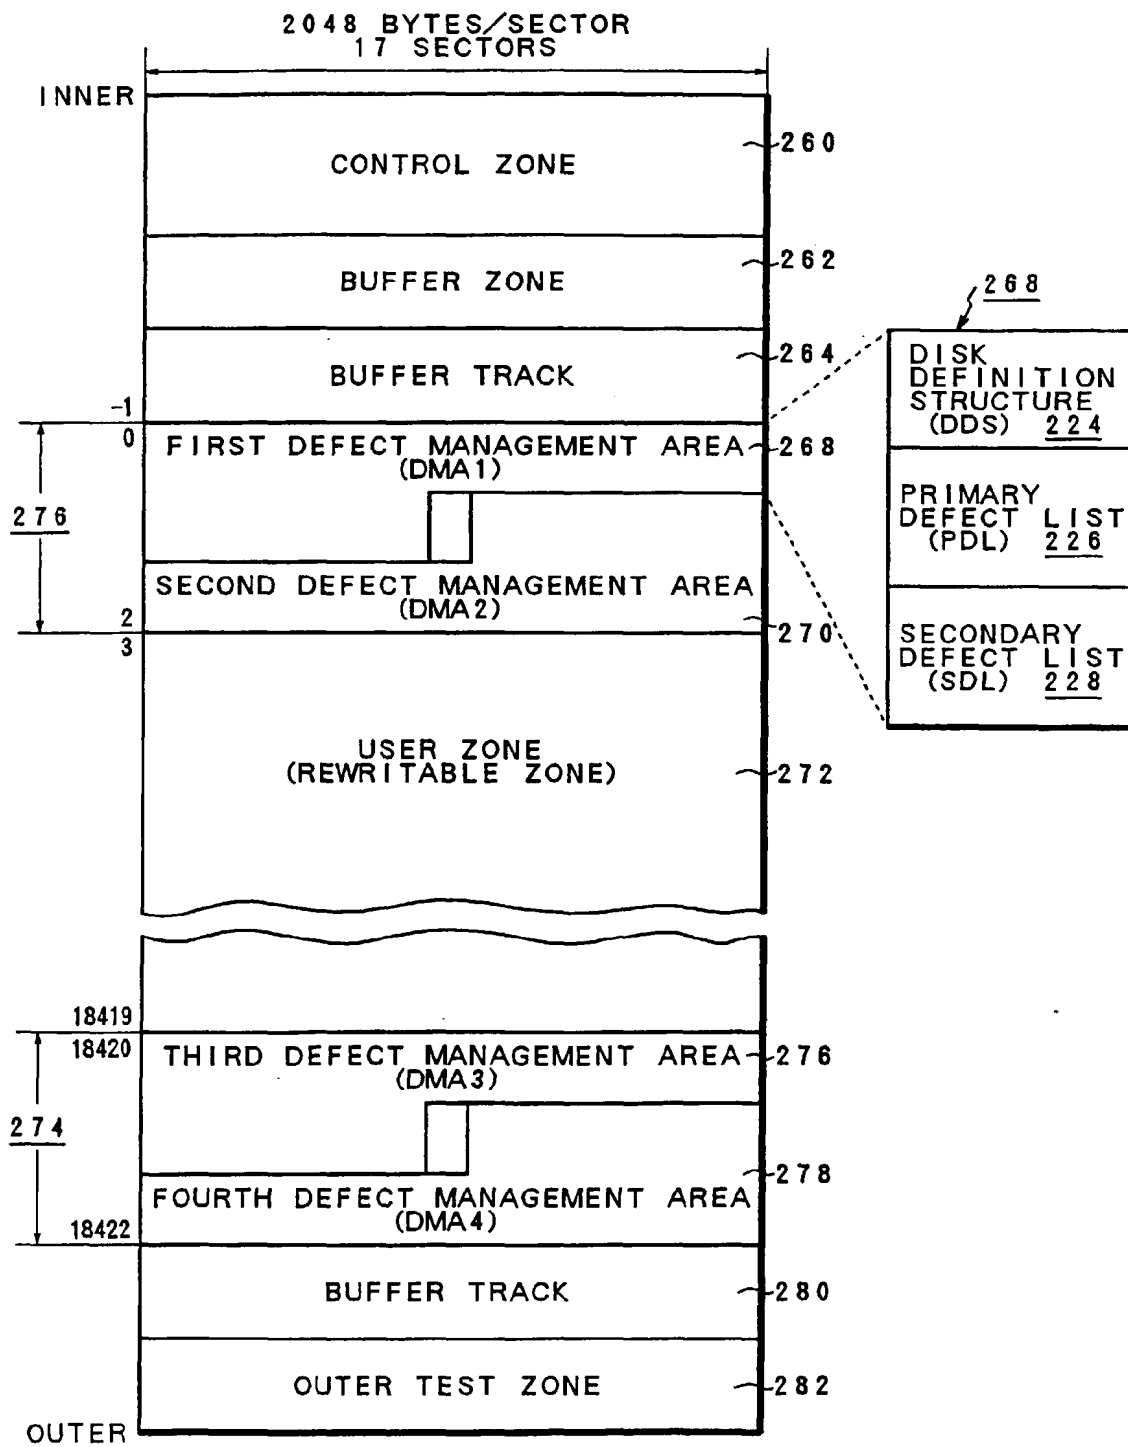 2048 BYTES/SECTOR
17 SECTORS
INNER
CONTROL ZONE
260
BUFFER ZONE
262
BUFFER TRACK
264
-1
0
276
FIRST DEFECT MANAGEMENT AREA
(DMA1)
268
SECOND DEFECT MANAGEMENT AREA
(DMA2)
270
2
3
268
DISK
DEFINITION
STRUCTURE
(DDS) 224
PRIMARY
DEFECT LIST
(PDL) 226
SECONDARY
DEFECT LIST
(SDL) 228
USER ZONE
(REWRITABLE ZONE)
272
18419
18420
274
THIRD DEFECT MANAGEMENT AREA
(DMA3)
276
278
FOURTH DEFECT MANAGEMENT AREA
(DMA4)
18422
BUFFER TRACK
280
OUTER TEST ZONE
282
OUTER